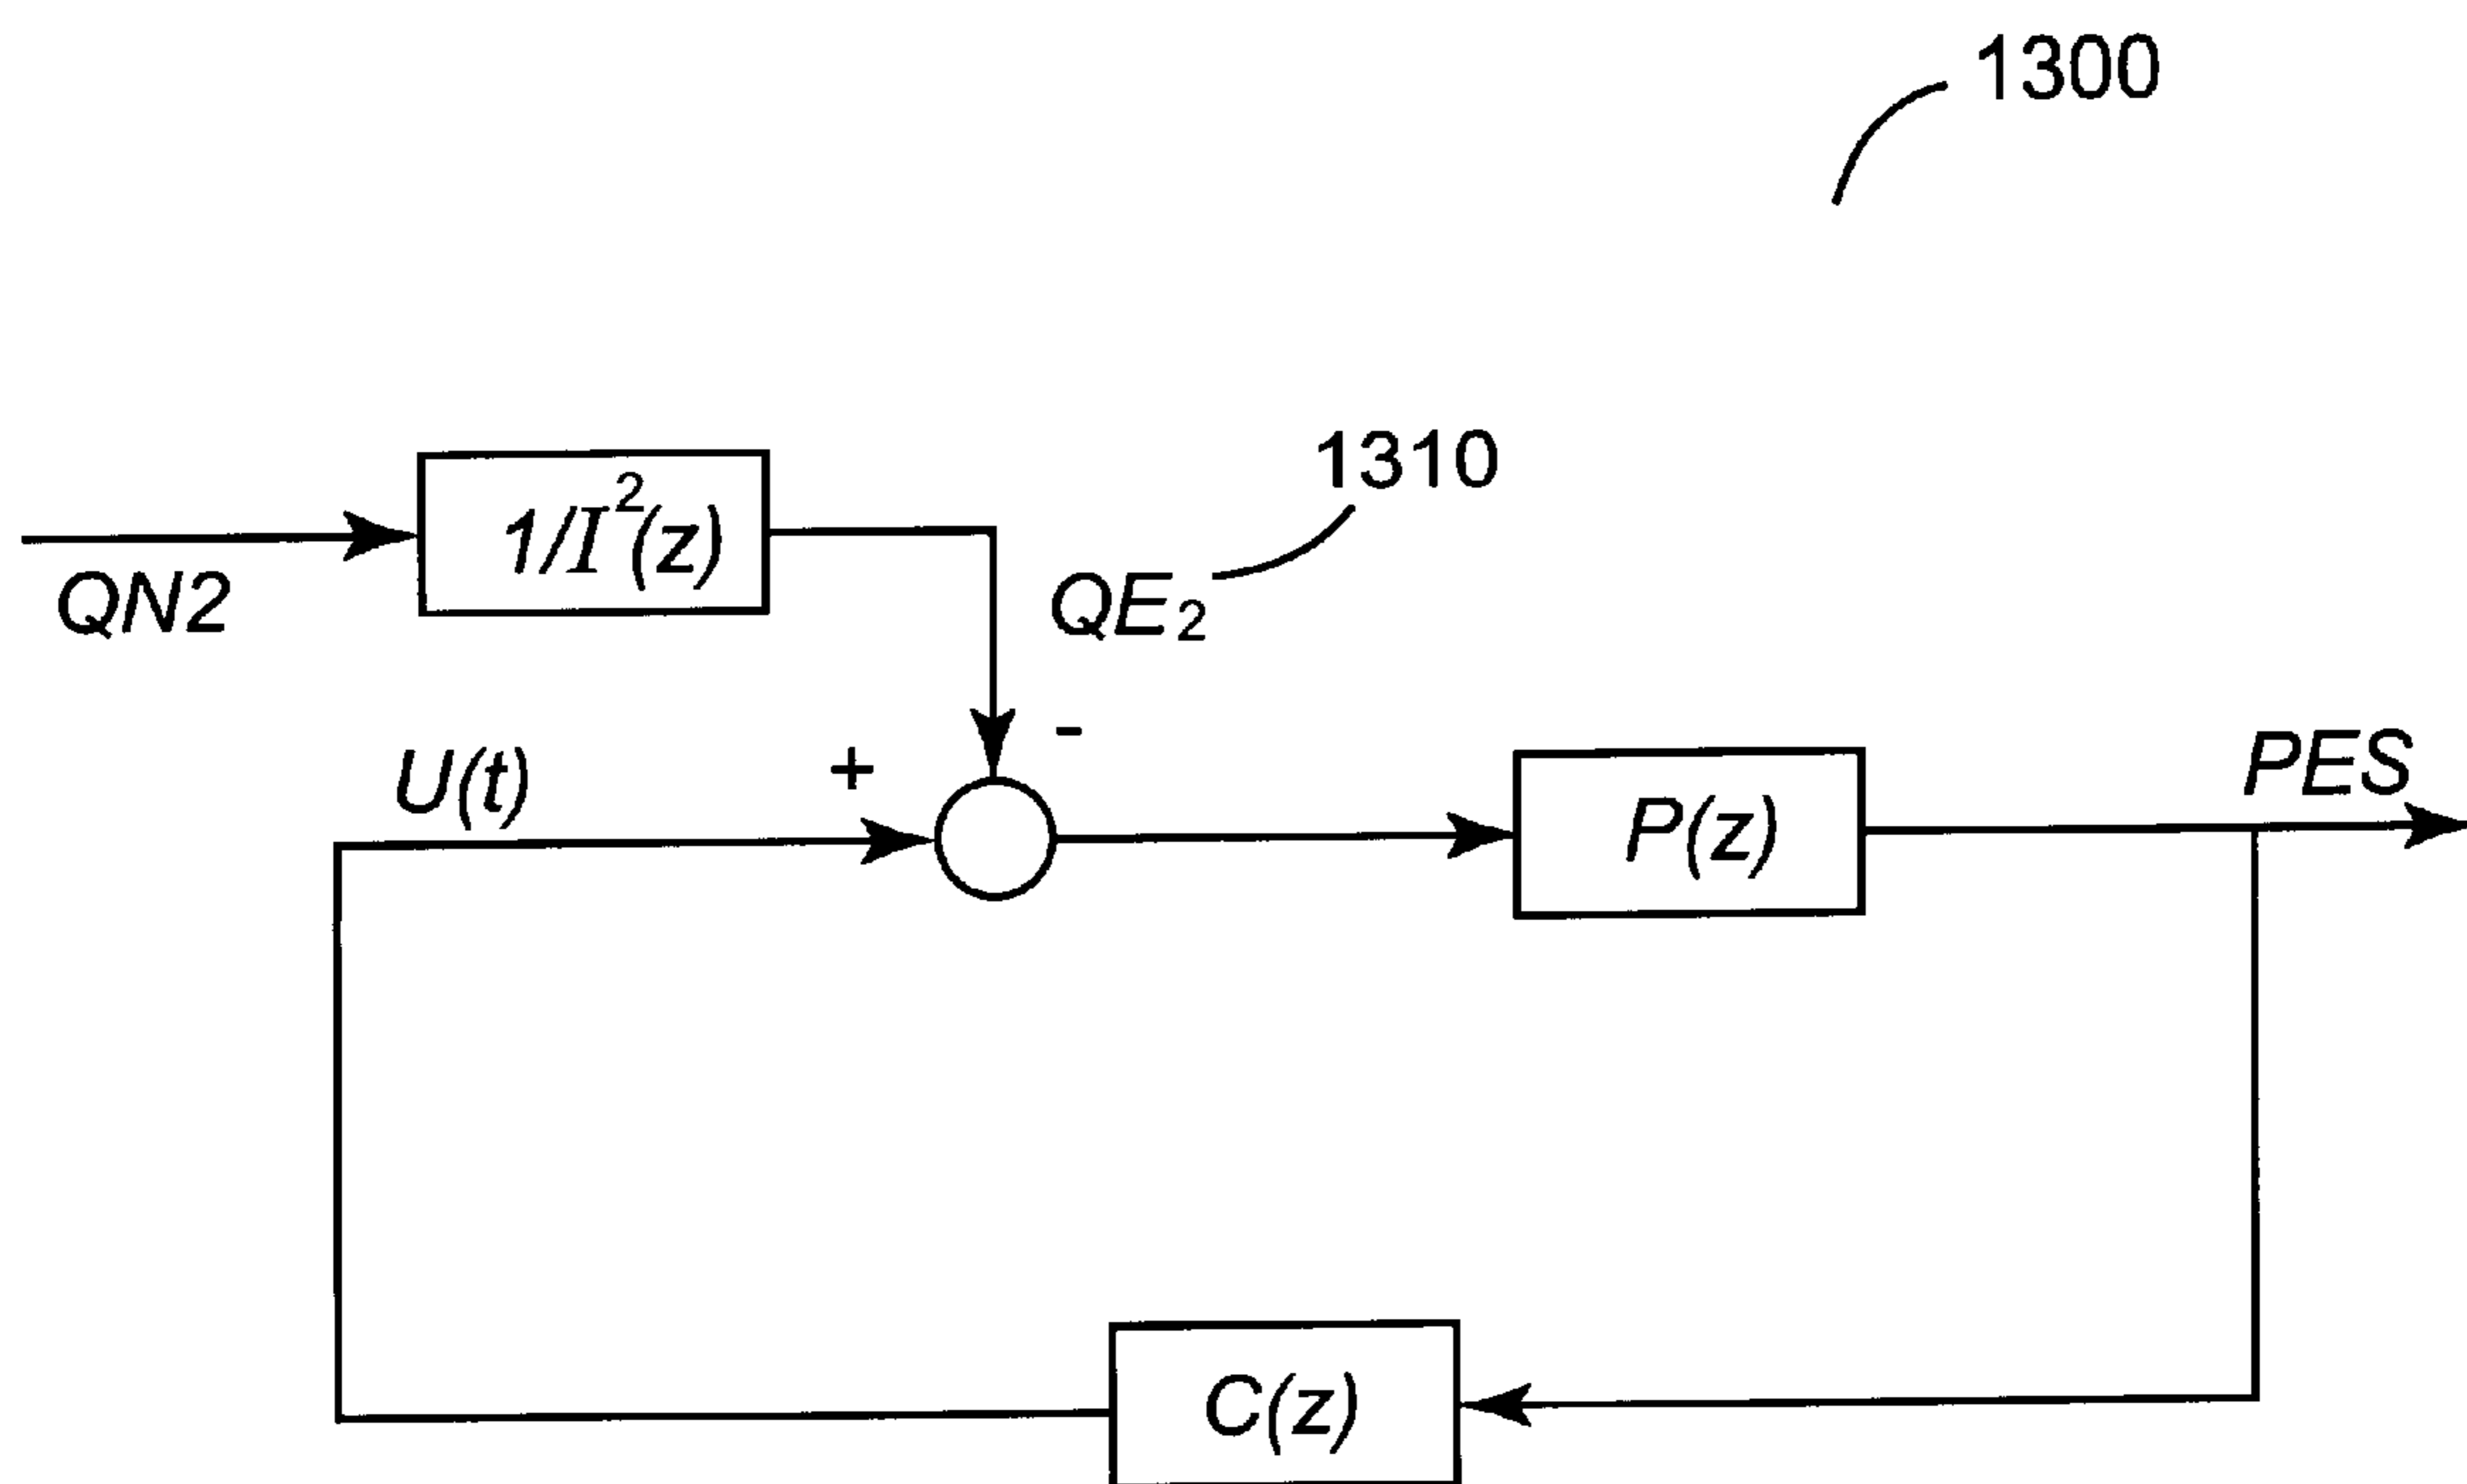 1300
1310
1/I²(z)
QN2
QE₂
-
+
U(t)
PES
P(z)
C(z)